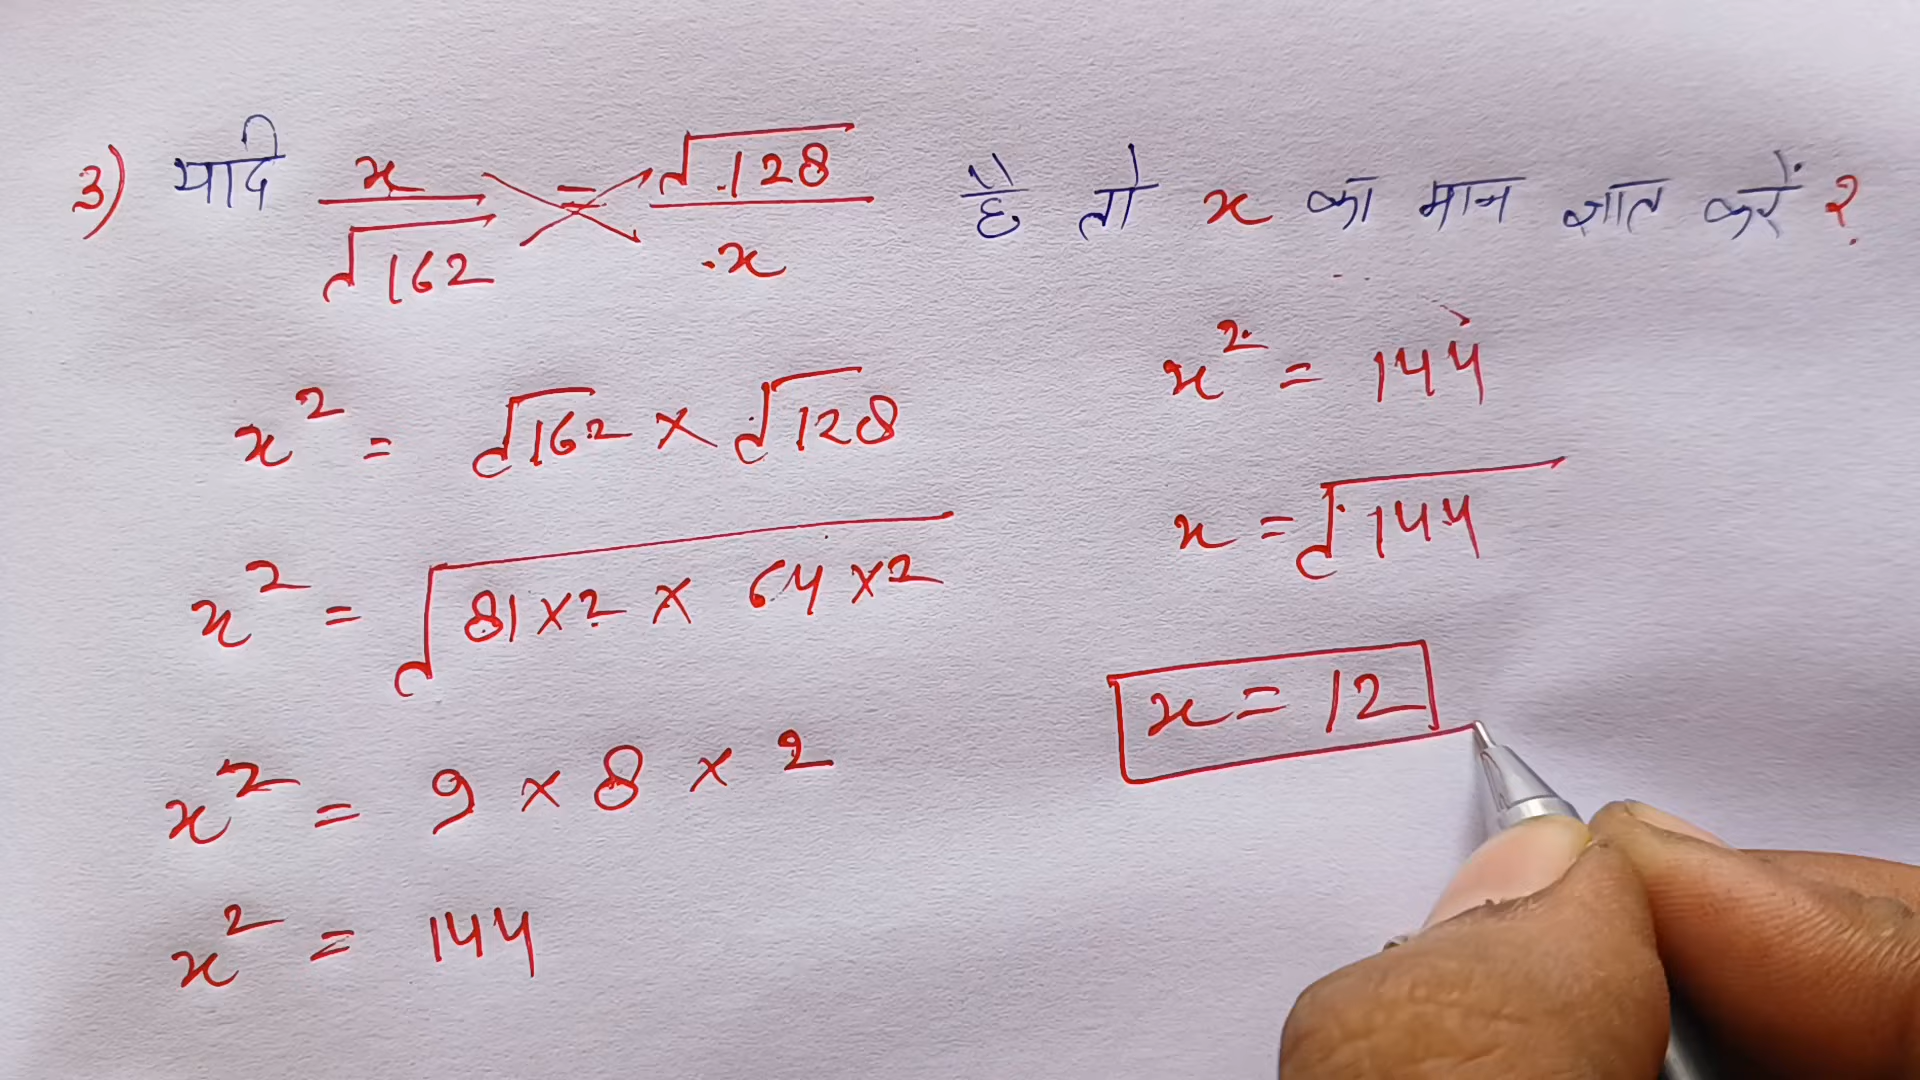 3) यदि x/√162 = √128/x है तो x का मान ज्ञात करें ?
x² = √162 × √128
x² = √81×2 × 64×2
x² = 9 × 8 × 2
x² = 144
x² = 144
x = √144
x = 12